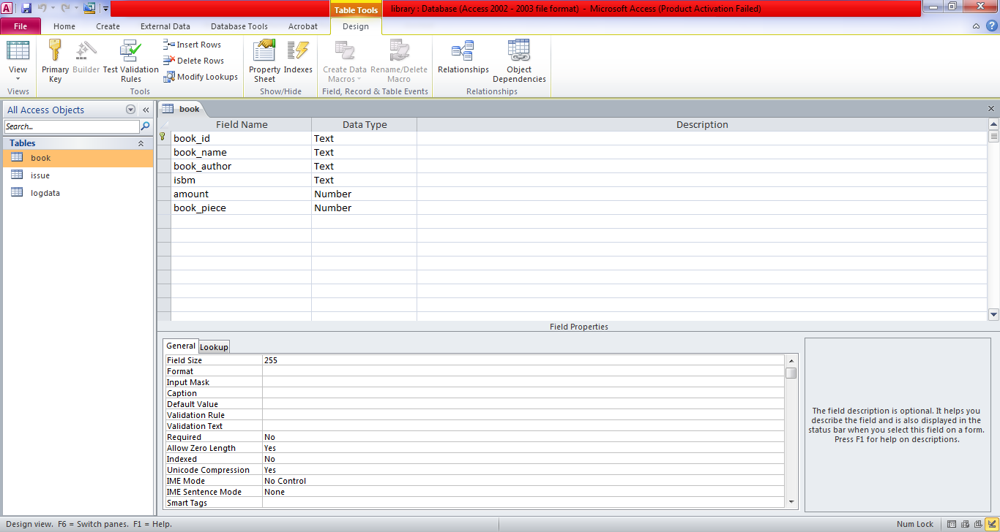 Table Tools
library : Database (Access 2002 - 2003 file format) - Microsoft Access (Product Activation Failed)
File Home Create External Data Database Tools Acrobat Design
View
Primary Key
Builder
Test Validation Rules
Insert Rows
Delete Rows
Modify Lookups
Property Sheet
Indexes
Create Data Macros
Rename/Delete Macro
Relationships
Object Dependencies
Views Tools Show/Hide Field, Record & Table Events Relationships
All Access Objects
Search...
Tables
book
issue
logdata
book
Field Name Data Type Description
book_id Text
book_name Text
book_author Text
isbm Text
amount Number
book_piece Number
Field Properties
General Lookup
Field Size 255
Format
Input Mask
Caption
Default Value
Validation Rule
Validation Text
Required No
Allow Zero Length Yes
Indexed No
Unicode Compression Yes
IME Mode No Control
IME Sentence Mode None
Smart Tags
The field description is optional. It helps you
describe the field and is also displayed in the
status bar when you select this field on a form.
Press F1 for help on descriptions.
Design view. F6 = Switch panes. F1 = Help.
Num Lock